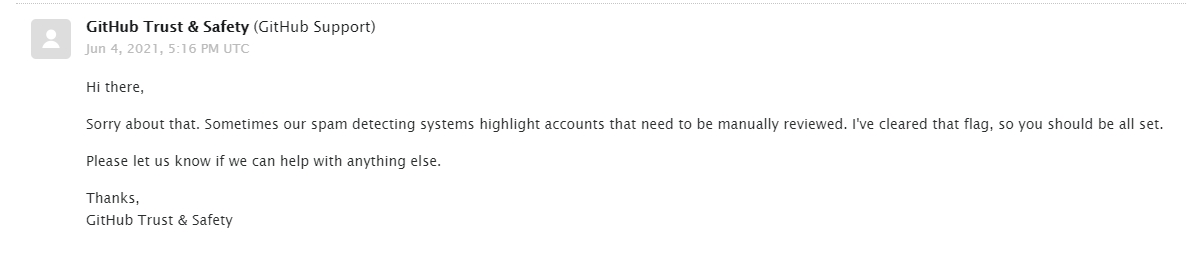 GitHub Trust & Safety (GitHub Support)
Jun 4, 2021, 5:16 PM UTC
Hi there,
Sorry about that. Sometimes our spam detecting systems highlight accounts that need to be manually reviewed. I've cleared that flag, so you should be all set.
Please let us know if we can help with anything else.
Thanks,
GitHub Trust & Safety